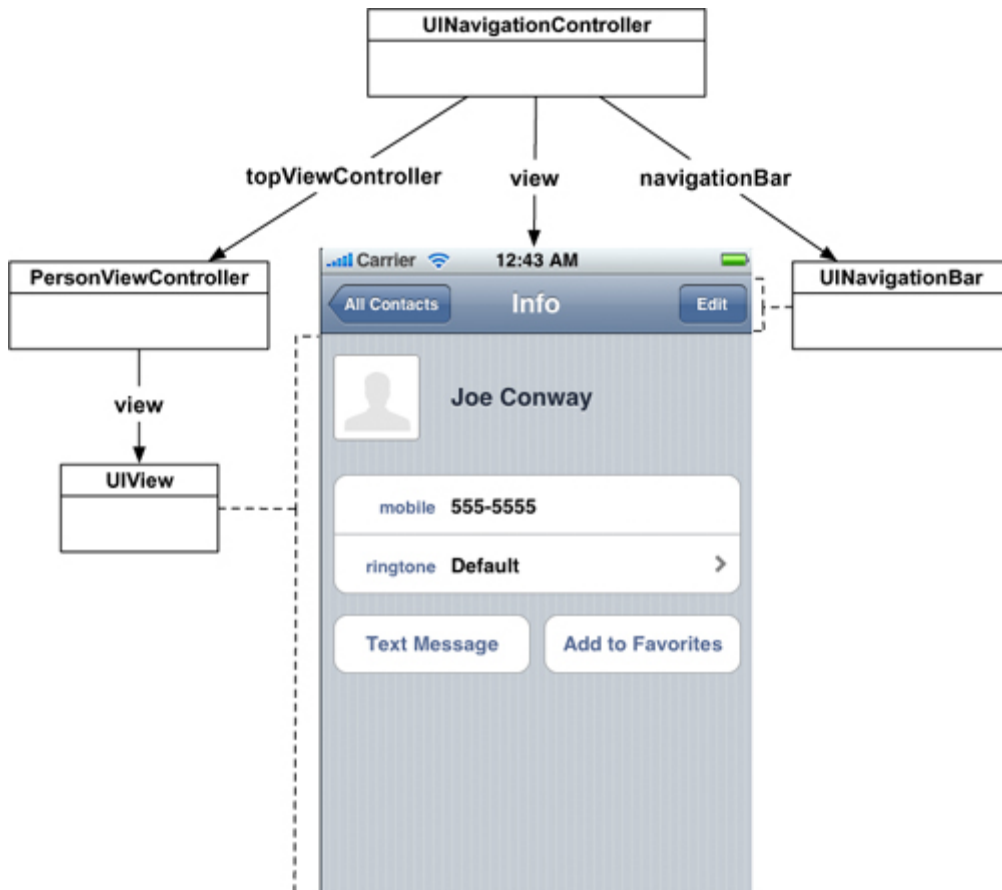 UINavigationController
topViewController
view
navigationBar
PersonViewController
Carrier 12:43 AM
UINavigationBar
All Contacts Info Edit
view
Joe Conway
UIView
mobile 555-5555
ringtone Default
Text Message Add to Favorites